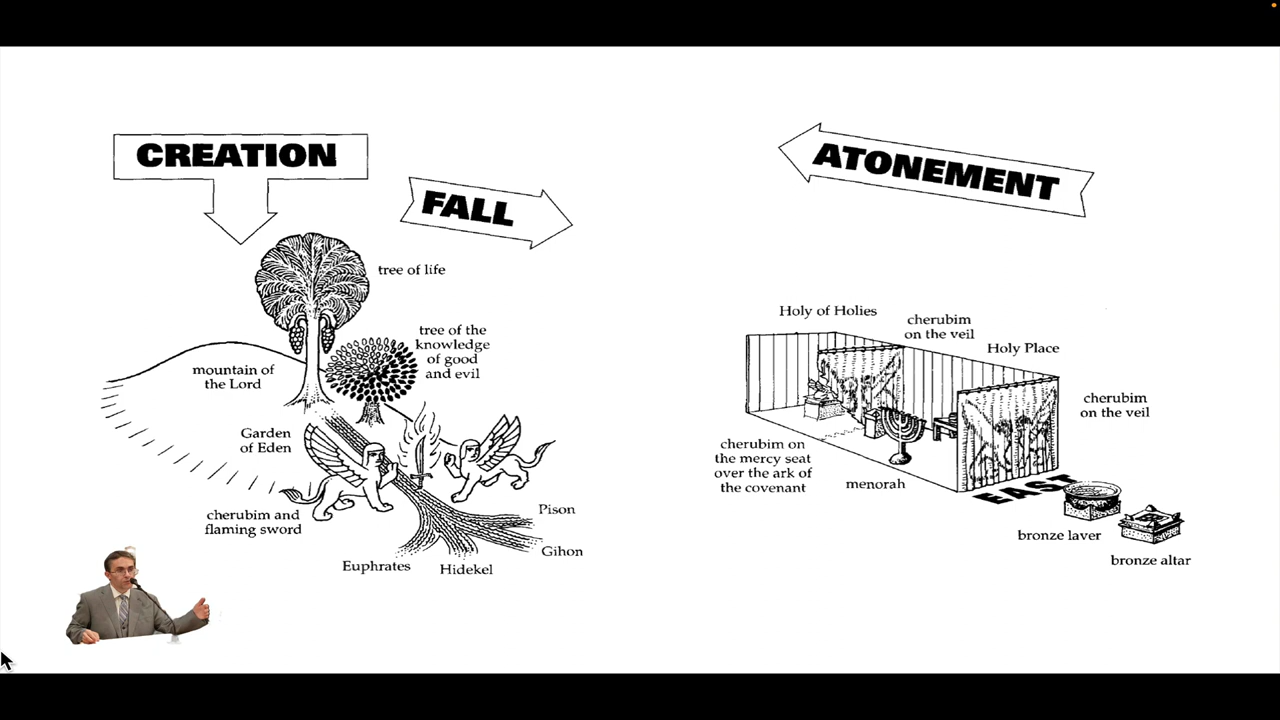 CREATION
FALL
tree of life
tree of the
knowledge
of good
and evil
mountain of
the Lord
Garden
of Eden
cherubim and
flaming sword
Pison
Gihon
Euphrates
Hidekel
ATONEMENT
Holy of Holies
cherubim
on the veil
Holy Place
cherubim
on the veil
cherubim on
the mercy seat
over the ark of
the covenant
menorah
EAST
bronze laver
bronze altar